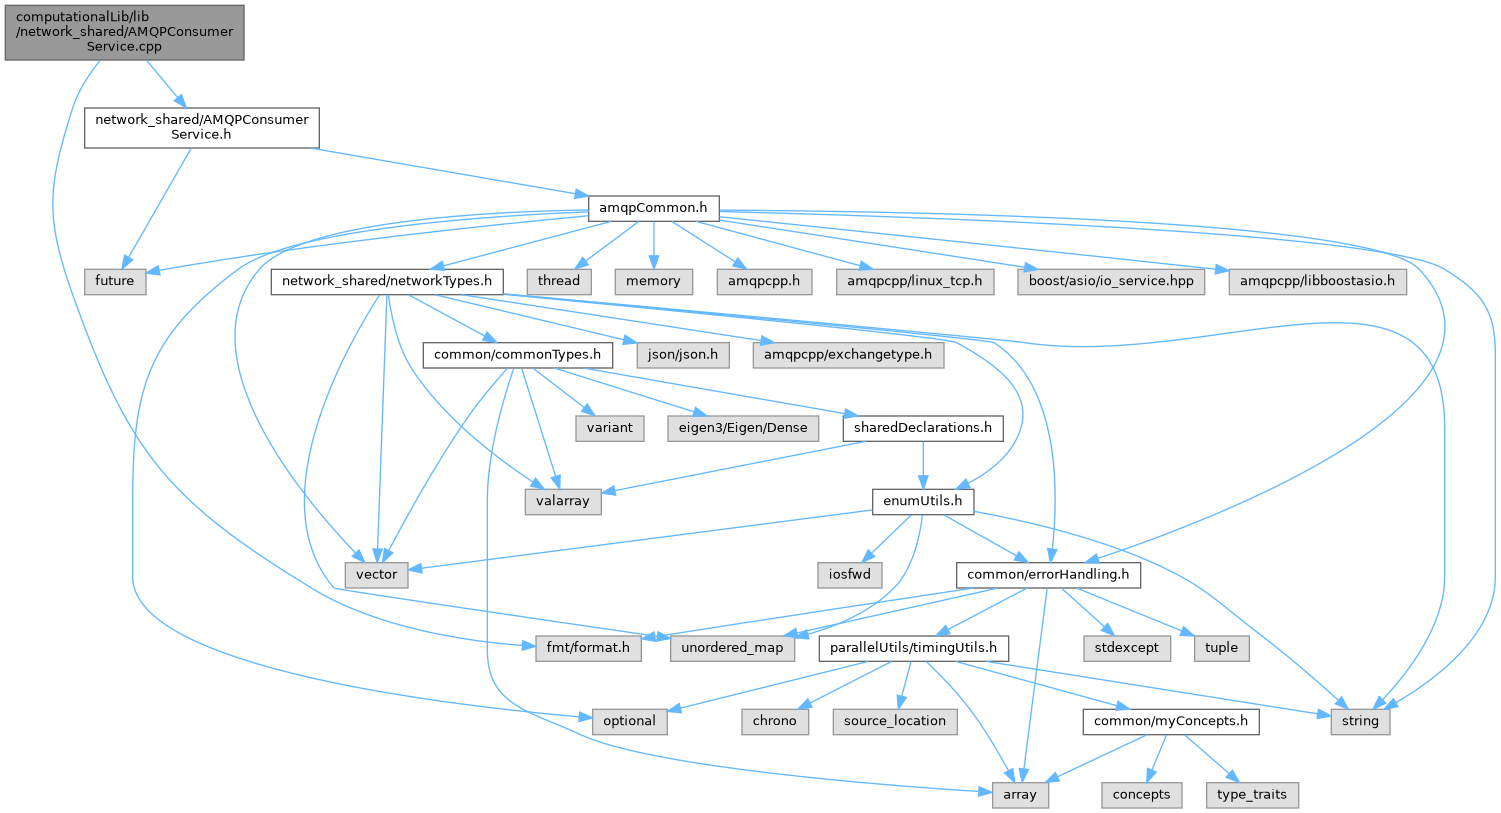 computationalLib/lib
/network_shared/AMQPConsumer
Service.cpp
network_shared/AMQPConsumer
Service.h
amqpCommon.h
future
network_shared/networkTypes.h
thread
memory
amqpcpp.h
amqpcpp/linux_tcp.h
boost/asio/io_service.hpp
amqpcpp/libboostasio.h
common/commonTypes.h
json/json.h
amqpcpp/exchangetype.h
variant
eigen3/Eigen/Dense
sharedDeclarations.h
valarray
enumUtils.h
vector
iosfwd
common/errorHandling.h
fmt/format.h
unordered_map
parallelUtils/timingUtils.h
stdexcept
tuple
optional
chrono
source_location
common/myConcepts.h
string
array
concepts
type_traits